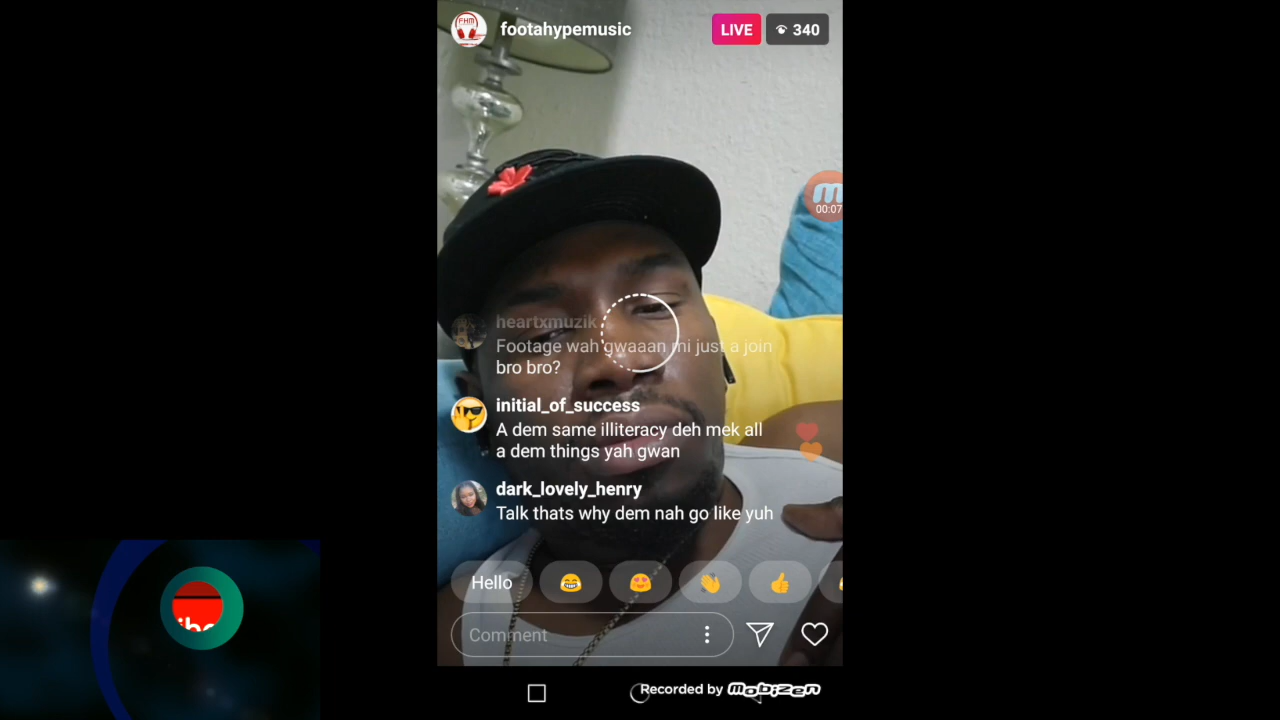 FHM
footahypemusic
LIVE
340
00:07
heartxmuzik
Footage wah gwaaan mi just a join
bro bro?
initial_of_success
A dem same illiteracy deh mek all
a dem things yah gwan
dark_lovely_henry
Talk thats why dem nah go like yuh
Hello
Comment
Recorded by Mobizen